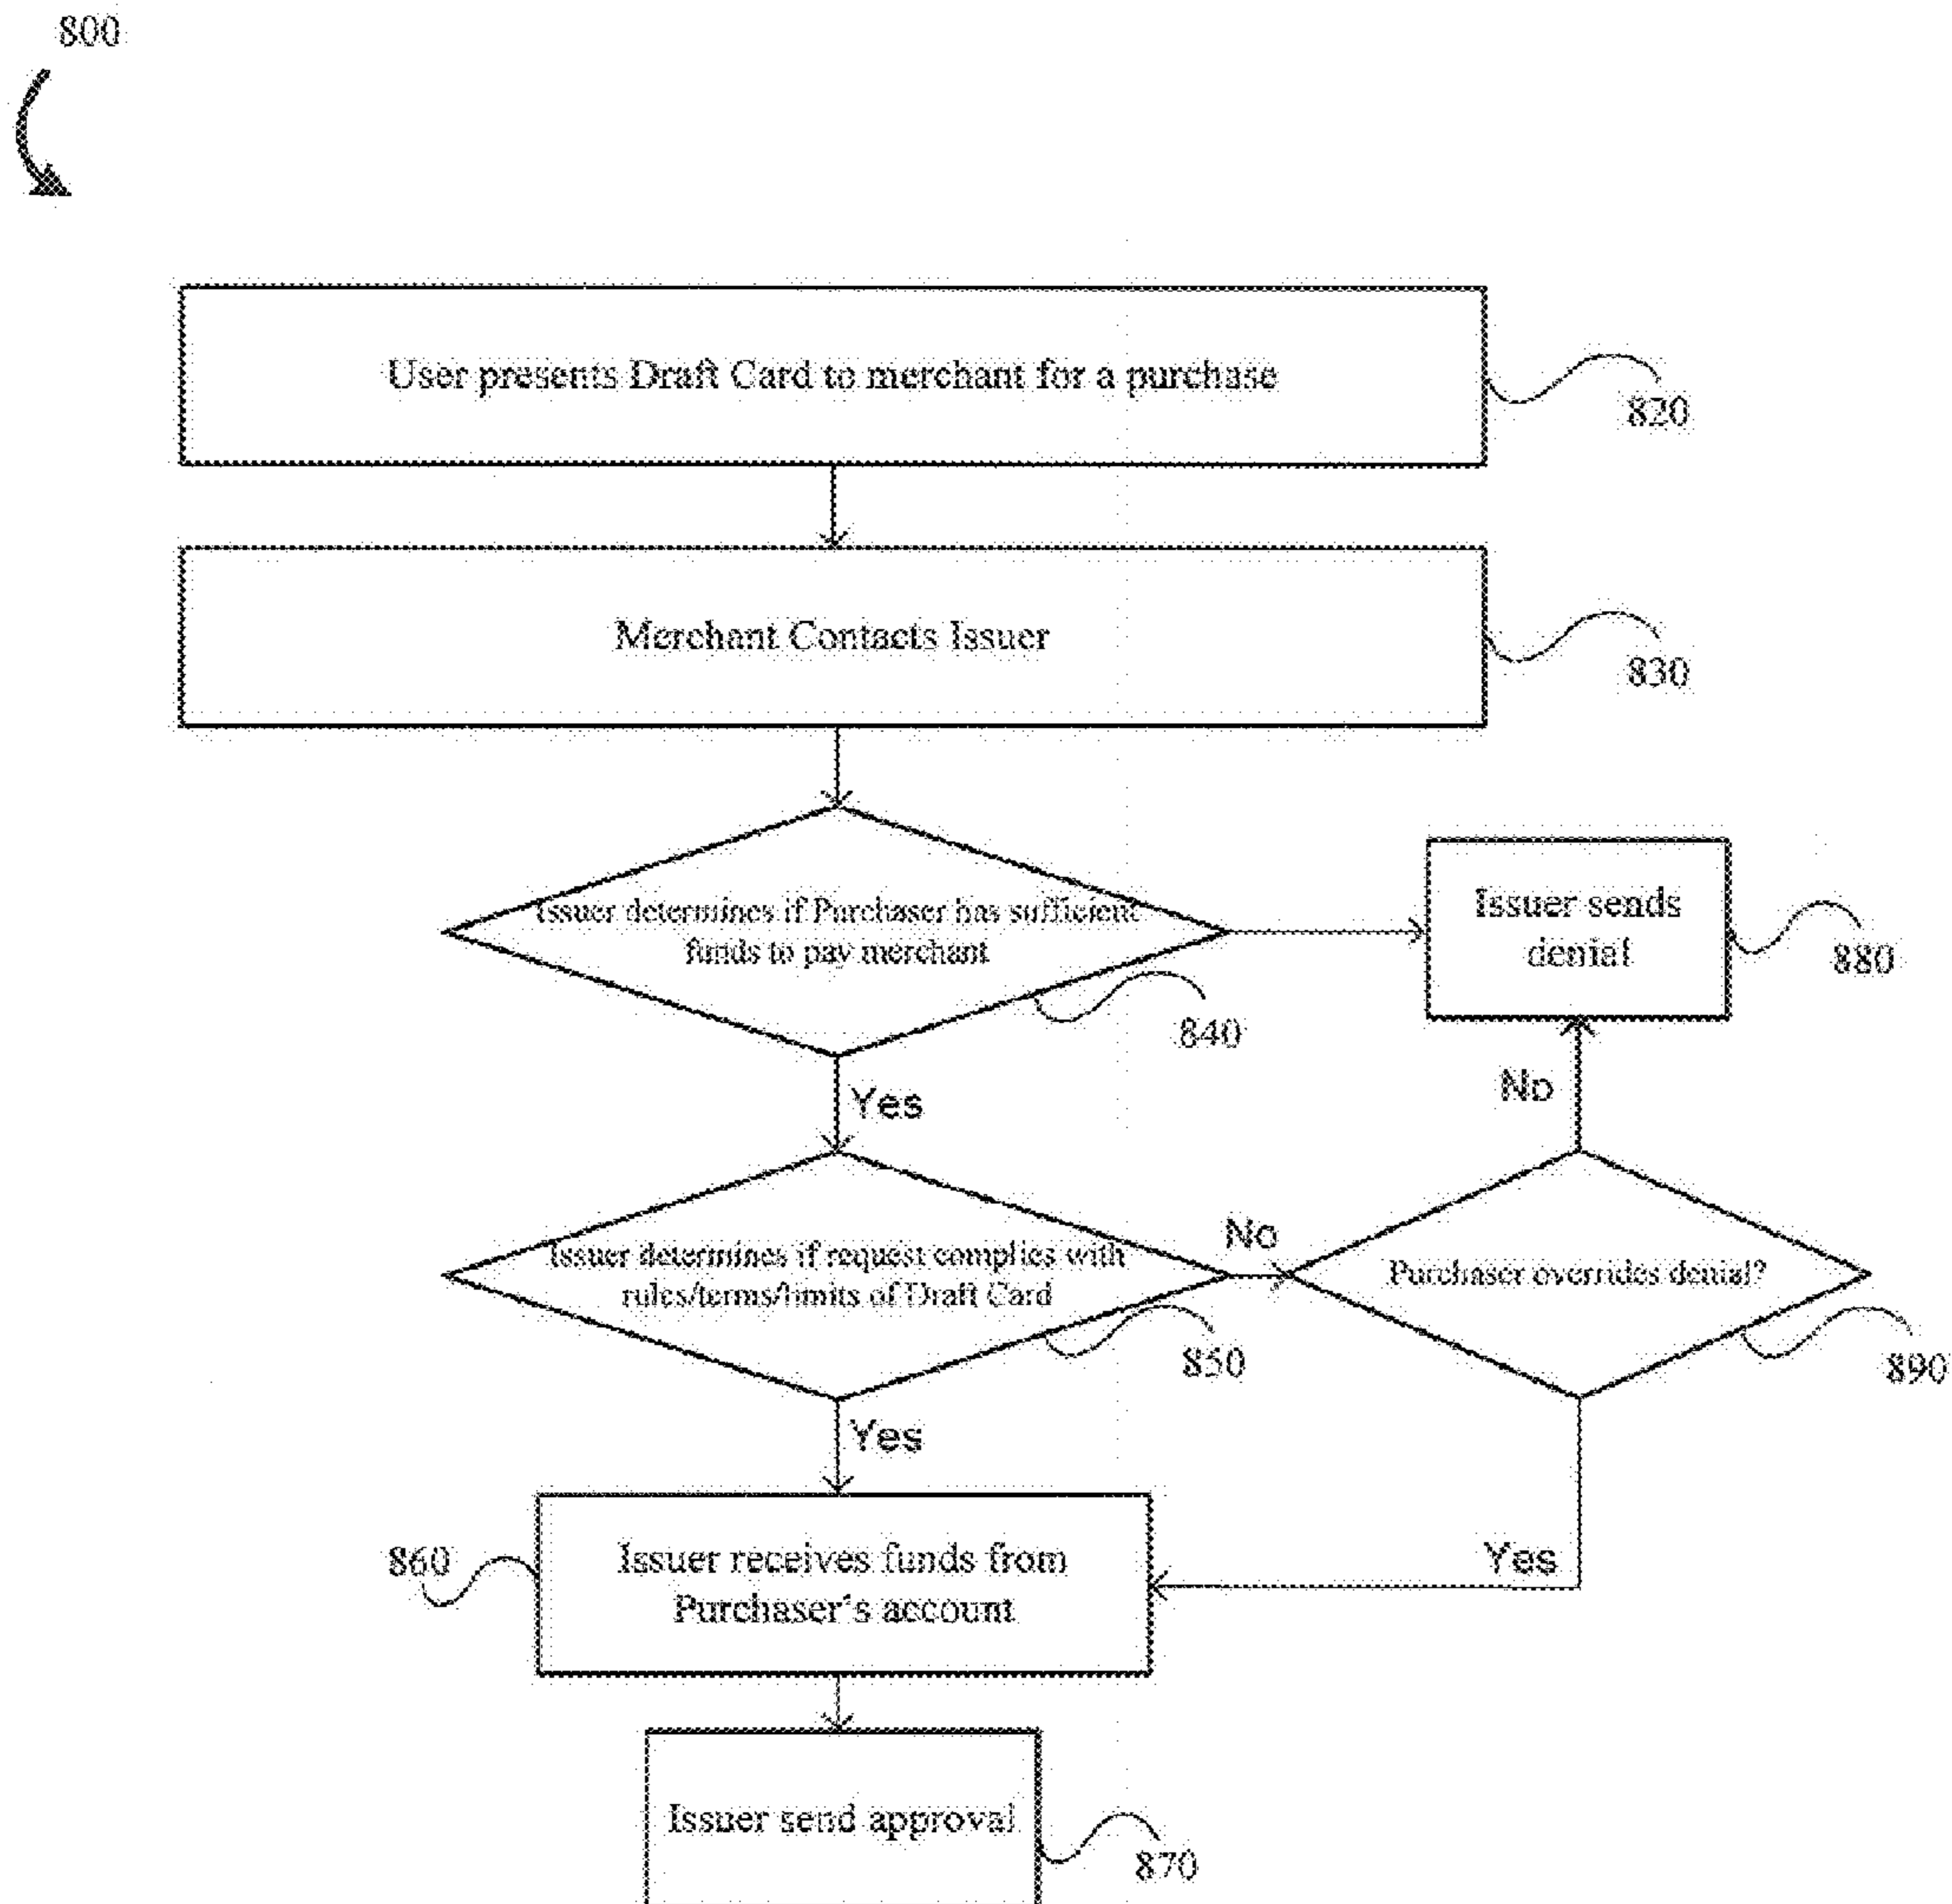 800
User presents Draft Card to merchant for a purchase
820
Merchant Contacts Issuer
830
Issuer determines if Purchaser has sufficient
funds to pay merchant
840
Issuer sends
denial
880
Yes
No
Issuer determines if request complies with
rules/terms/limits of Draft Card
850
No
Purchaser overrides denial?
890
Yes
Yes
860
Issuer receives funds from
Purchaser's account
Issuer send approval
870